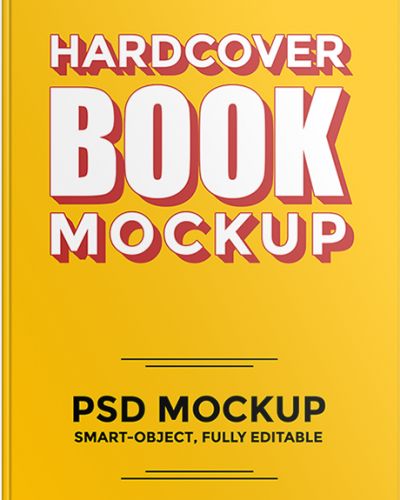 HARDCOVER
BOOK
MOCKUP
PSD MOCKUP
SMART-OBJECT, FULLY EDITABLE